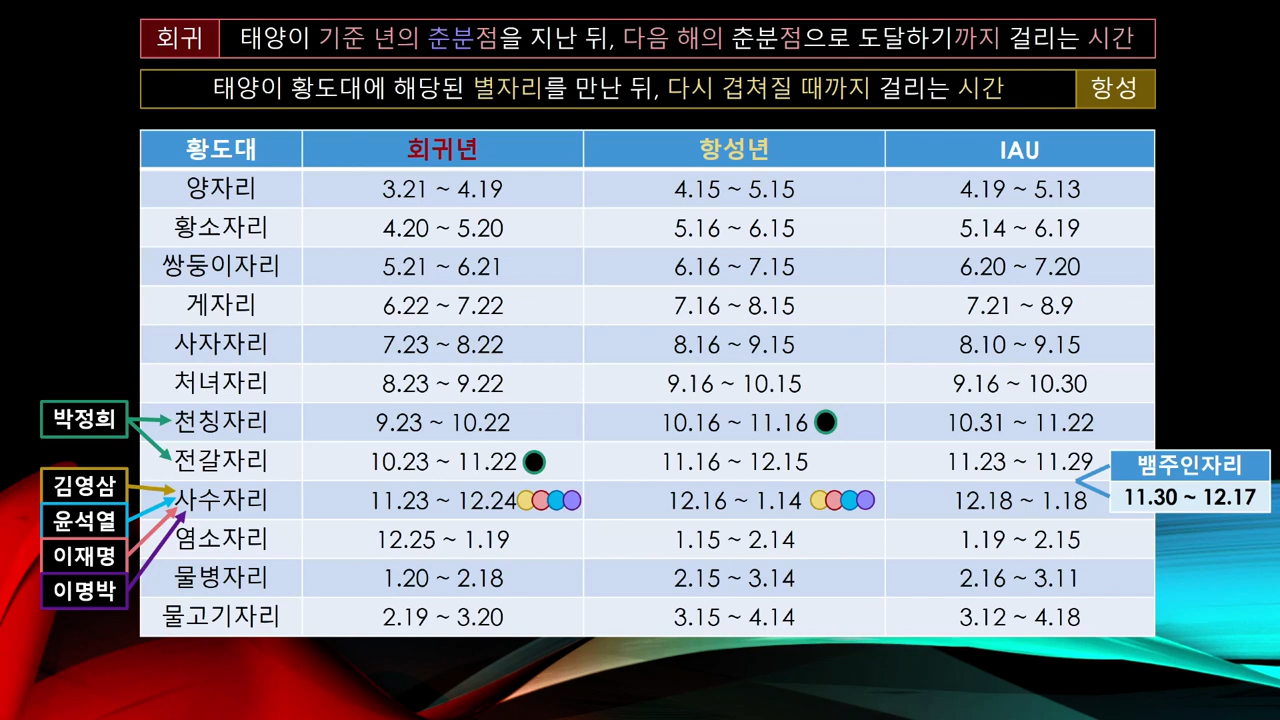 회귀 태양이 기준 년의 춘분점을 지난 뒤, 다음 해의 춘분점으로 도달하기까지 걸리는 시간
태양이 황도대에 해당된 별자리를 만난 뒤, 다시 겹쳐질 때까지 걸리는 시간 항성
황도대 회귀년 항성년 IAU
양자리 3.21 ~ 4.19 4.15 ~ 5.15 4.19 ~ 5.13
황소자리 4.20 ~ 5.20 5.16 ~ 6.15 5.14 ~ 6.19
쌍둥이자리 5.21 ~ 6.21 6.16 ~ 7.15 6.20 ~ 7.20
게자리 6.22 ~ 7.22 7.16 ~ 8.15 7.21 ~ 8.9
사자자리 7.23 ~ 8.22 8.16 ~ 9.15 8.10 ~ 9.15
처녀자리 8.23 ~ 9.22 9.16 ~ 10.15 9.16 ~ 10.30
천칭자리 9.23 ~ 10.22 10.16 ~ 11.16 10.31 ~ 11.22
전갈자리 10.23 ~ 11.22 11.16 ~ 12.15 11.23 ~ 11.29
사수자리 11.23 ~ 12.24 12.16 ~ 1.14 12.18 ~ 1.18
염소자리 12.25 ~ 1.19 1.15 ~ 2.14 1.19 ~ 2.15
물병자리 1.20 ~ 2.18 2.15 ~ 3.14 2.16 ~ 3.11
물고기자리 2.19 ~ 3.20 3.15 ~ 4.14 3.12 ~ 4.18
박정희
김영삼
윤석열
이재명
이명박
뱀주인자리
11.30 ~ 12.17